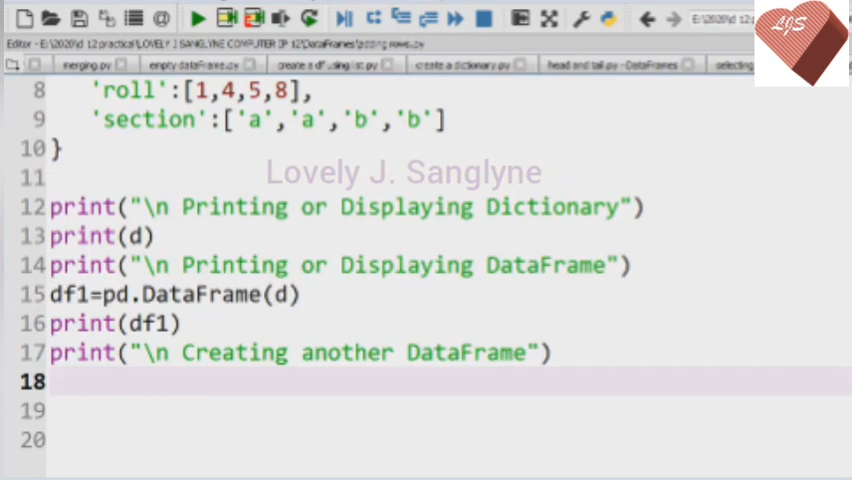 LJS
E:\2020\d 12 p
Editor - E:\2020\d 12 practical\LOVELY J SANGLYNE COMPUTER IP 12\DataFrames\adding rows.py
merging.py empty dataFrame.py create a df using list.py create a dictionary.py head and tail.py - DataFrames selecting
8 'roll':[1,4,5,8],
9 'section':['a','a','b','b']
10 }
Lovely J. Sanglyne
11
12 print("\n Printing or Displaying Dictionary")
13 print(d)
14 print("\n Printing or Displaying DataFrame")
15 df1=pd.DataFrame(d)
16 print(df1)
17 print("\n Creating another DataFrame")
18
19
20